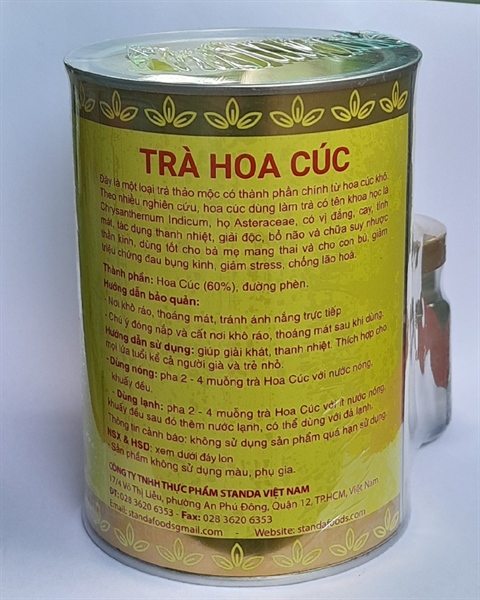 TRÀ HOA CÚC
Đây là một loại trà thảo mộc có thành phần chính từ hoa cúc khô.
Theo nhiều nghiên cứu, hoa cúc dùng làm trà có tên khoa học là
Chrysanthemum Indicum, họ Asteraceae, có vị đắng, cay, tính
mát, tác dụng thanh nhiệt, giải độc, bổ não và chữa suy nhược
thần kinh, dùng tốt cho bà mẹ mang thai và cho con bú, giảm
triệu chứng đau bụng kinh, giảm stress, chống lão hoá.
Thành phần: Hoa Cúc (60%), đường phèn.
Hướng dẫn bảo quản:
- Nơi khô ráo, thoáng mát, tránh ánh nắng trực tiếp
- Chú ý đóng nắp và cất nơi khô ráo, thoáng mát sau khi dùng.
Hướng dẫn sử dụng: giúp giải khát, thanh nhiệt. Thích hợp cho
mọi lứa tuổi kể cả người già và trẻ nhỏ.
- Dùng nóng: pha 2 - 4 muỗng trà Hoa Cúc với nước nóng,
khuấy đều.
- Dùng lạnh: pha 2 - 4 muỗng trà Hoa Cúc với ít nước nóng,
khuấy đều sau đó thêm nước lạnh, có thể dùng với đá lạnh.
Thông tin cảnh báo: không sử dụng sản phẩm quá hạn sử dụng.
NSX & HSD: xem dưới đáy lon
- Sản phẩm không sử dụng màu, phụ gia.
CÔNG TY TNHH THỰC PHẨM STANDA VIỆT NAM
17/4 Võ Thị Liễu, phường An Phú Đông, Quận 12, TP.HCM, Việt Nam
ĐT: 028 3620 6353 - Fax: 028 3620 6353
Email: standafoods@gmail.com - Website: standafoods.com